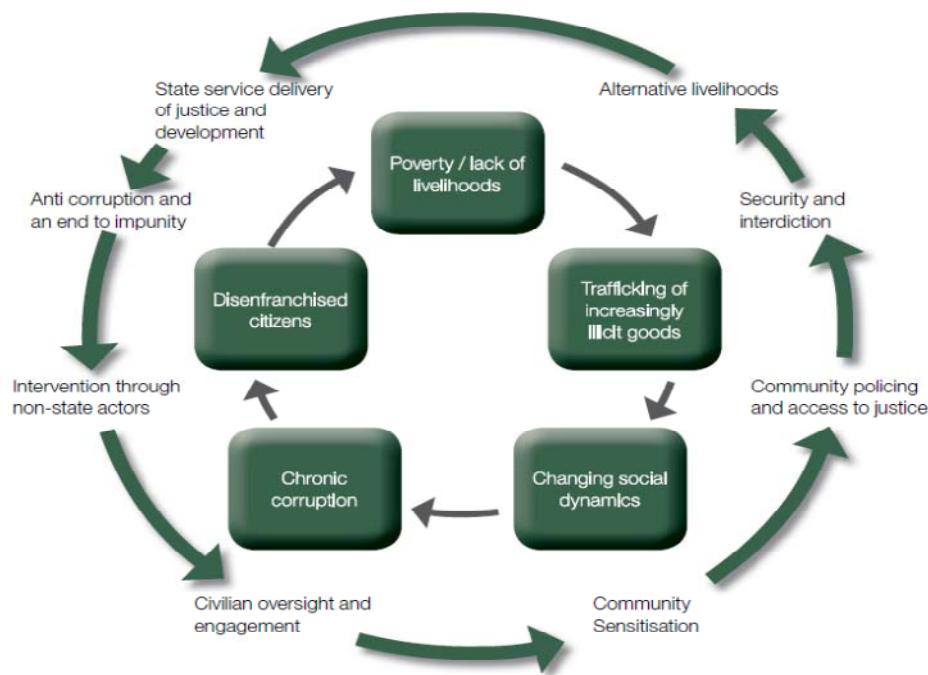 State service delivery
of justice and
development
Alternative livelihoods
Poverty / lack of
livelihoods
Anti corruption and
an end to impunity
Security and
interdiction
Disenfranchised
citizens
Trafficking of
increasingly
illicit goods
Intervention through
non-state actors
Community policing
and access to justice
Chronic
corruption
Changing social
dynamics
Civilian oversight and
engagement
Community
Sensitisation